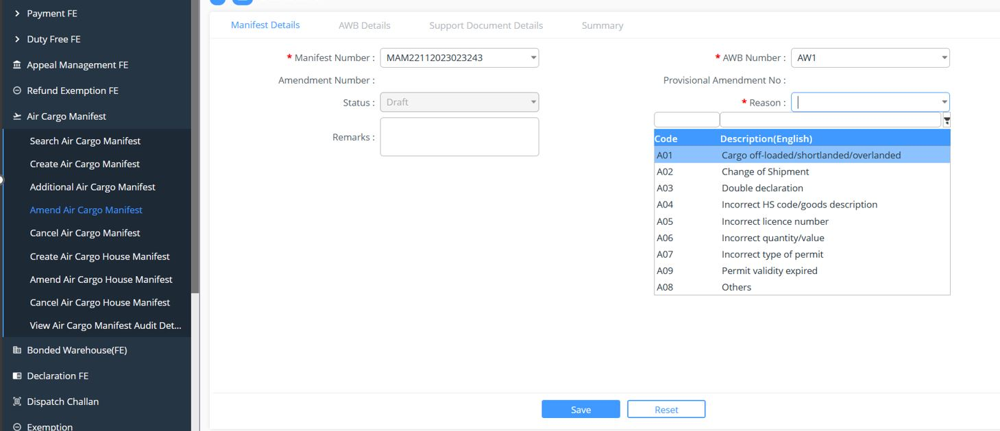 Payment FE
Duty Free FE
Appeal Management FE
Refund Exemption FE
Air Cargo Manifest
Search Air Cargo Manifest
Create Air Cargo Manifest
Additional Air Cargo Manifest
Amend Air Cargo Manifest
Cancel Air Cargo Manifest
Create Air Cargo House Manifest
Amend Air Cargo House Manifest
Cancel Air Cargo House Manifest
View Air Cargo Manifest Audit Det...
Bonded Warehouse(FE)
Declaration FE
Dispatch Challan
Exemption
Manifest Details AWB Details Support Document Details Summary
* Manifest Number : MAM22112023023243 * AWB Number : AW1
Amendment Number : Provisional Amendment No :
Status : Draft * Reason :
Remarks :
Code Description(English)
A01 Cargo off-loaded/shortlanded/overlanded
A02 Change of Shipment
A03 Double declaration
A04 Incorrect HS code/goods description
A05 Incorrect licence number
A06 Incorrect quantity/value
A07 Incorrect type of permit
A09 Permit validity expired
A08 Others
Save Reset